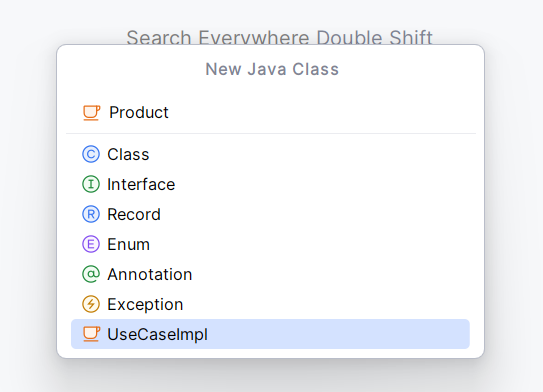 Search Everywhere Double Shift
New Java Class
Product
Class
Interface
Record
Enum
Annotation
Exception
UseCaseImpl